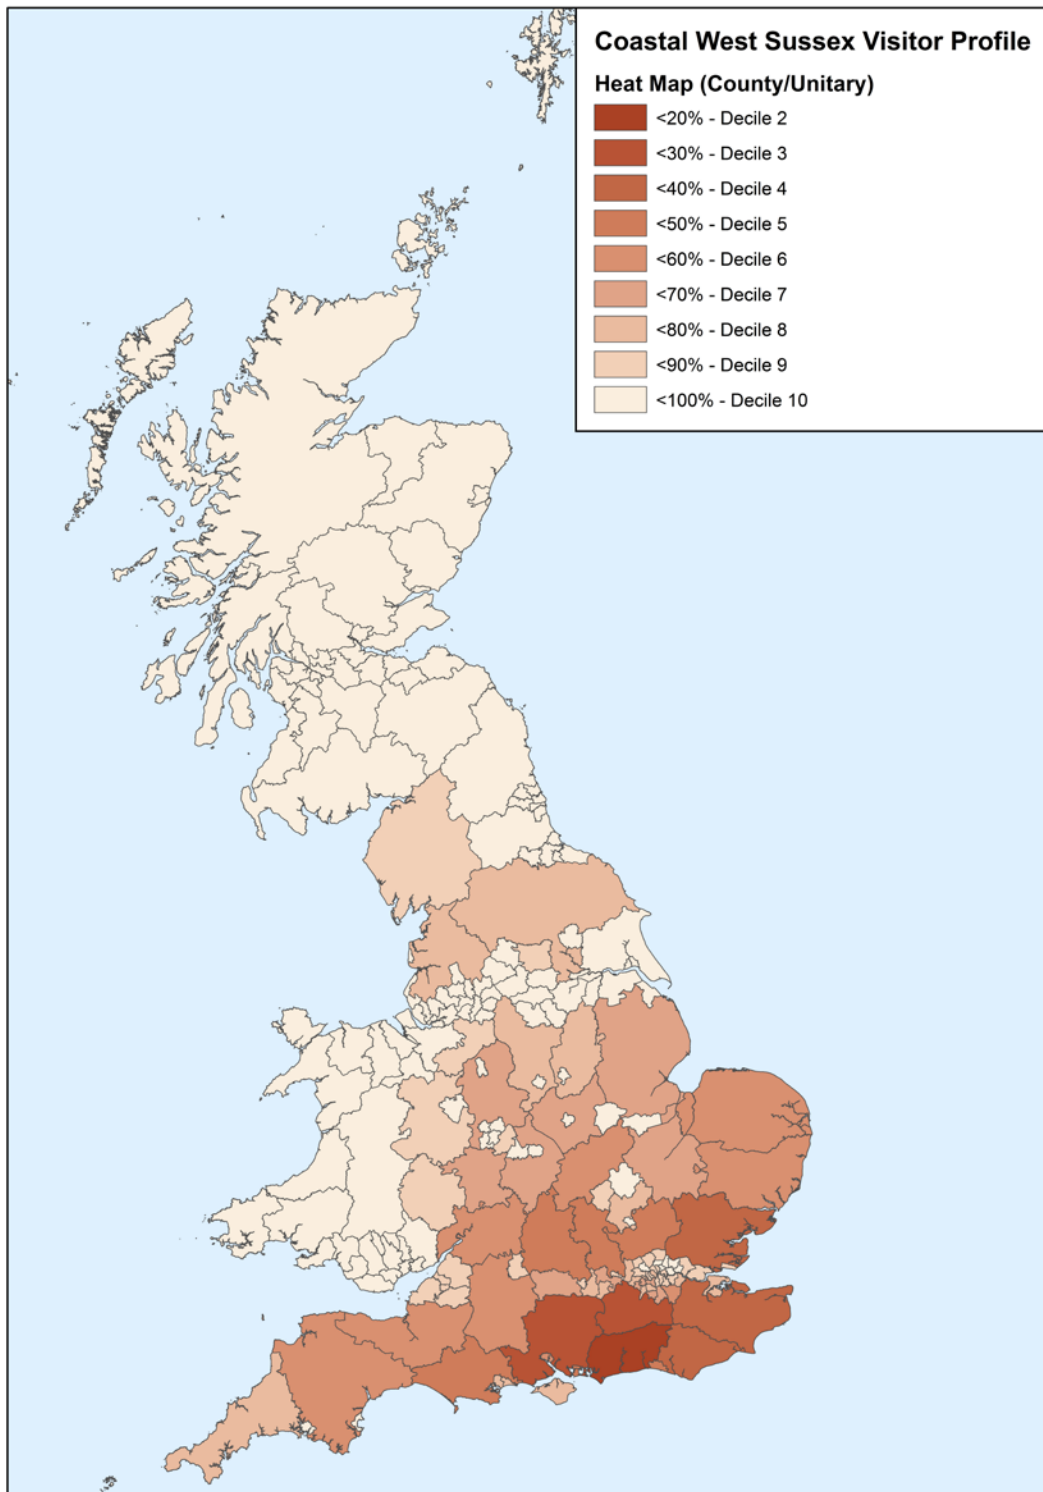 Coastal West Sussex Visitor Profile
Heat Map (County/Unitary)
<20% - Decile 2
<30% - Decile 3
<40% - Decile 4
<50% - Decile 5
<60% - Decile 6
<70% - Decile 7
<80% - Decile 8
<90% - Decile 9
<100% - Decile 10